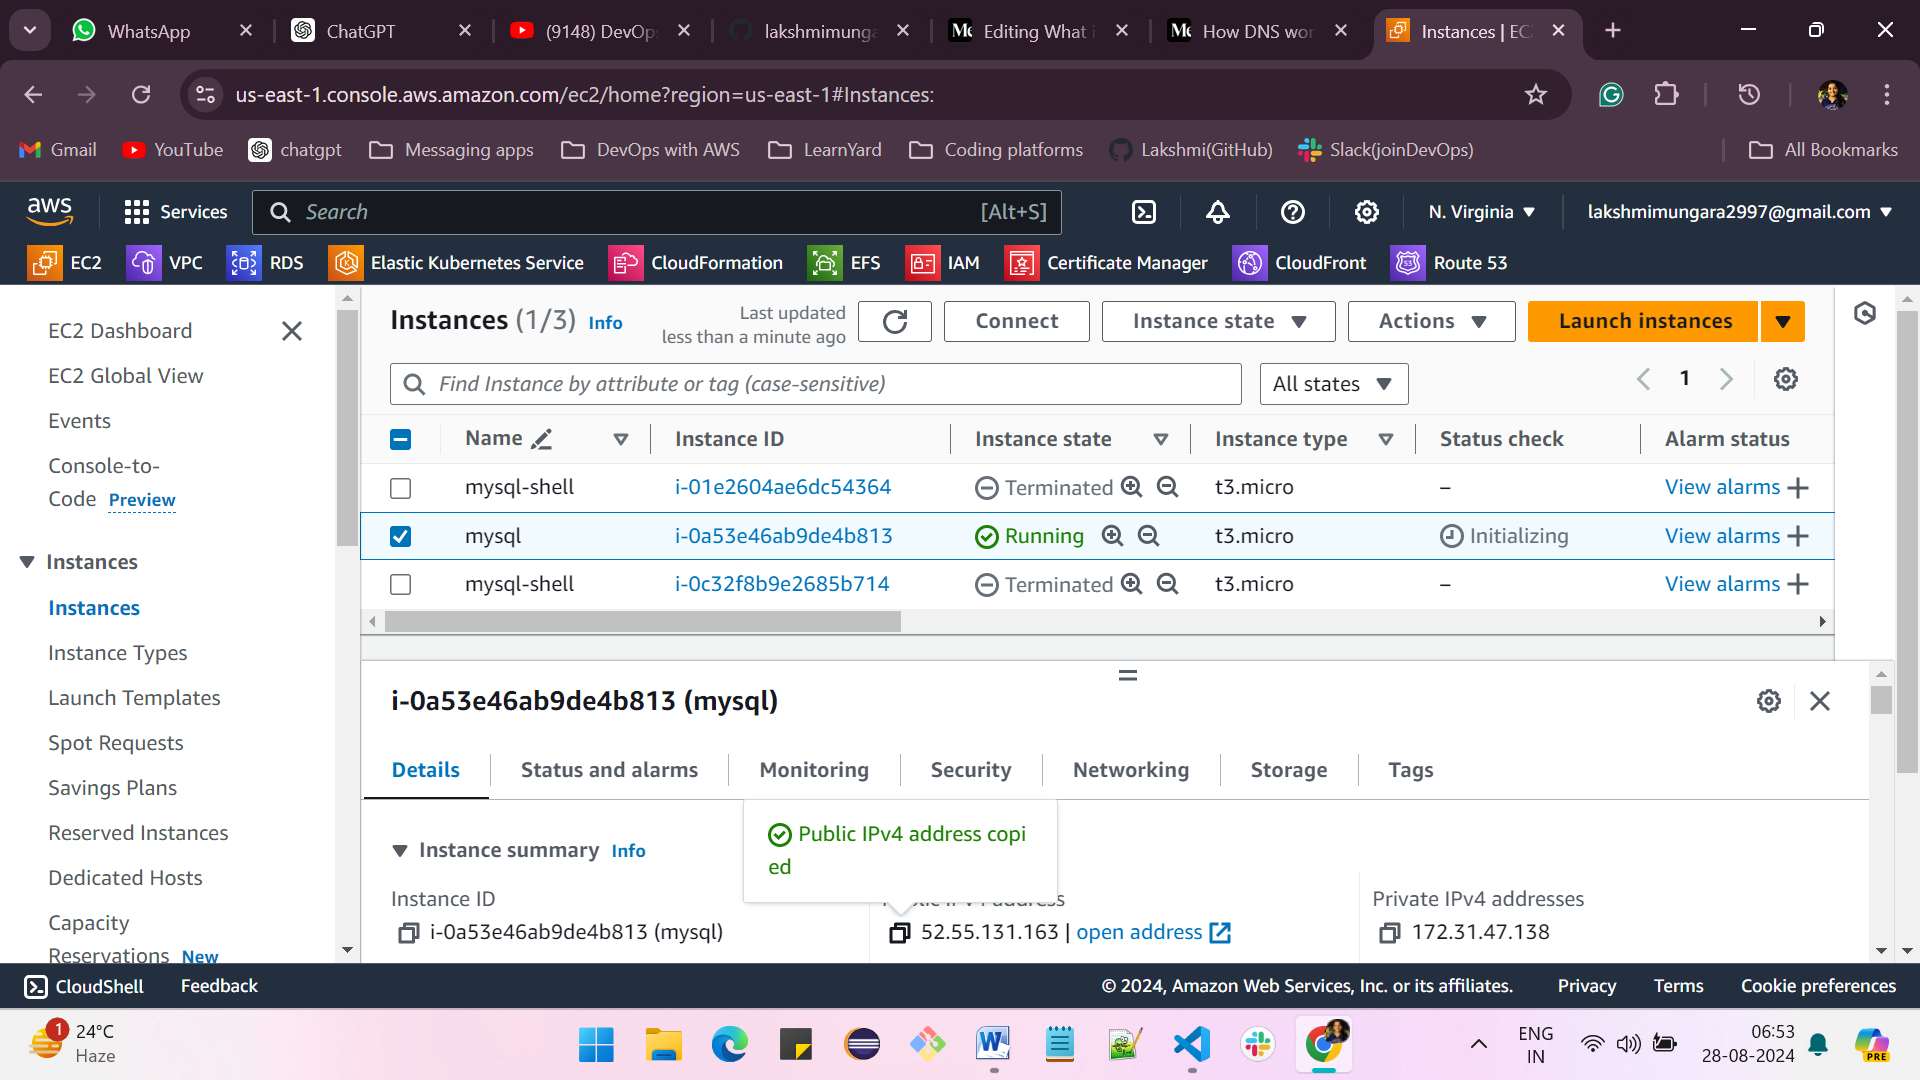 WhatsApp
ChatGPT
(9148) DevOp
lakshmimunga
Editing What i
How DNS wor
Instances | EC
us-east-1.console.aws.amazon.com/ec2/home?region=us-east-1#Instances:
Gmail
YouTube
chatgpt
Messaging apps
DevOps with AWS
LearnYard
Coding platforms
Lakshmi(GitHub)
Slack(joinDevOps)
All Bookmarks
aws
Services
Search
[Alt+S]
N. Virginia
lakshmimungara2997@gmail.com
EC2
VPC
RDS
Elastic Kubernetes Service
CloudFormation
EFS
IAM
Certificate Manager
CloudFront
Route 53
EC2 Dashboard
EC2 Global View
Events
Console-to-
Code Preview
Instances
Instances
Instance Types
Launch Templates
Spot Requests
Savings Plans
Reserved Instances
Dedicated Hosts
Capacity
Reservations New
Instances (1/3) Info
Last updated
less than a minute ago
Connect
Instance state
Actions
Launch instances
Find Instance by attribute or tag (case-sensitive)
All states
1
Name Instance ID Instance state Instance type Status check Alarm status
mysql-shell i-01e2604ae6dc54364 Terminated t3.micro – View alarms
mysql i-0a53e46ab9de4b813 Running t3.micro Initializing View alarms
mysql-shell i-0c32f8b9e2685b714 Terminated t3.micro – View alarms
i-0a53e46ab9de4b813 (mysql)
Details
Status and alarms
Monitoring
Security
Networking
Storage
Tags
Public IPv4 address copi
ed
Instance summary Info
Instance ID
i-0a53e46ab9de4b813 (mysql)
52.55.131.163 | open address
Private IPv4 addresses
172.31.47.138
CloudShell
Feedback
© 2024, Amazon Web Services, Inc. or its affiliates.
Privacy
Terms
Cookie preferences
1
24°C
Haze
ENG
IN
06:53
28-08-2024
PRE